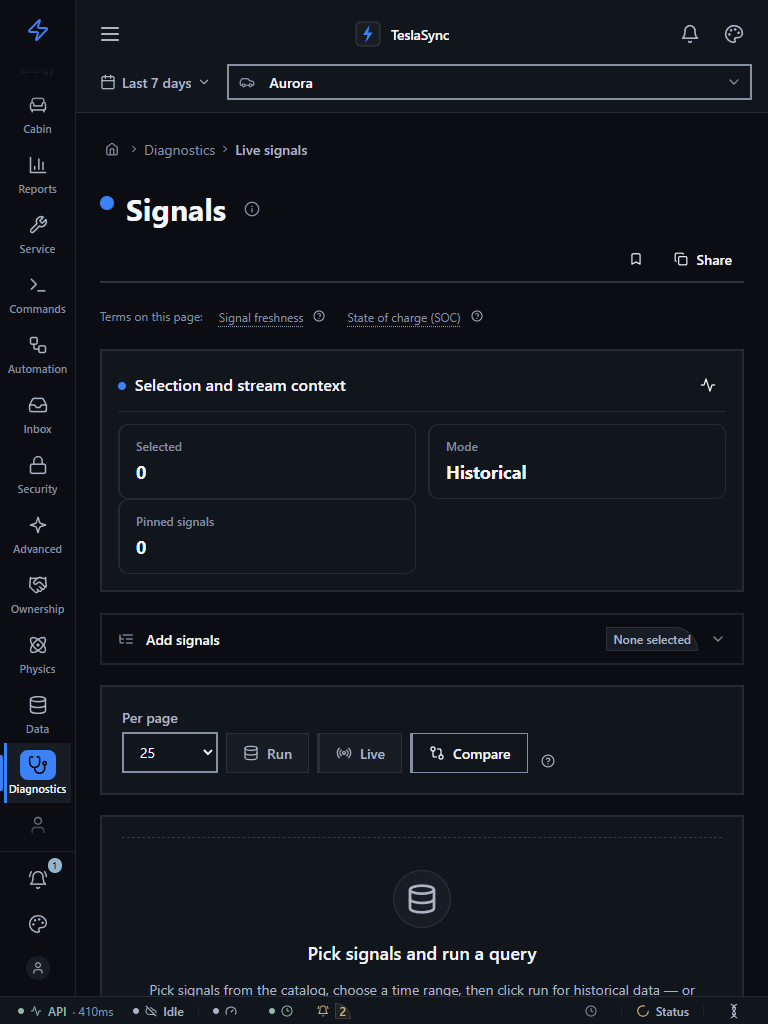 TeslaSync
Last 7 days
Aurora
Energy
Cabin
Reports
Service
Commands
Automation
Inbox
Security
Advanced
Ownership
Physics
Data
Diagnostics
1
Diagnostics
Live signals
Signals
Share
Terms on this page:
Signal freshness
State of charge (SOC)
Selection and stream context
Selected
0
Mode
Historical
Pinned signals
0
Add signals
None selected
Per page
25
Run
Live
Compare
Pick signals and run a query
Pick signals from the catalog, choose a time range, then click run for historical data — or
API · 410ms
Idle
2
Status